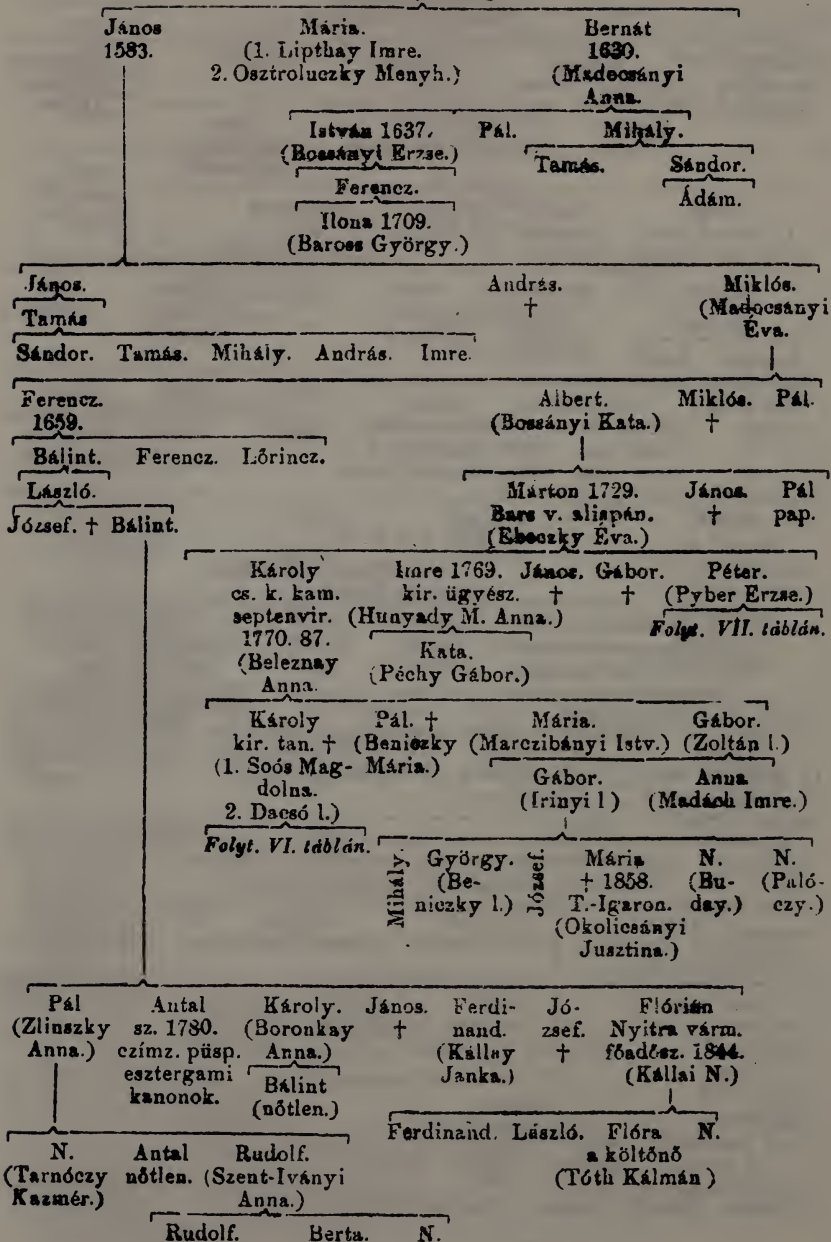 János Mária. Bernát
1583. (1. Lipthay Imre. 1630.
2. Osztroluczky Menyh.) (Madocsányi
Anna.
István 1637. Pál. Mihály.
(Bossányi Erzse.) Tamás. Sándor.
Ferencz. Ádám.
Ilona 1709.
(Baross György.)
János. András. Miklós.
Tamás † (Madocsányi
Éva.
Sándor. Tamás. Mihály. András. Imre.
Ferencz. Albert. Miklós. Pál.
1659. (Bossányi Kata.) †
Bálint. Ferencz. Lőrincz.
László. Márton 1729. János. Pál
József. † Bálint. Bars v. alispán. † pap.
(Ebeczky Éva.)
Károly Imre 1769. János. Gábor. Péter.
cs. k. kam. kir. ügyész. † † (Pyber Erzse.)
septenvir. (Hunyady M. Anna.) Folyt. VII. táblán.
1770. 87. Kata.
(Beleznay (Péchy Gábor.)
Anna.
Károly Pál. † Mária. Gábor.
kir. tan. † (Beniczky (Marczibányi Istv.) (Zoltán l.)
(1. Soós Mag- Mária.) Gábor. Anna
dolna. (Irinyi l) (Madách Imre.)
2. Dacsó l.)
Folyt. VI. táblán.
Mihály. György. József. Mária N. N.
(Be- † 1858. (Bu- (Paló-
niczky l.) T.-Igaron. day.) czy.)
(Okolicsányi
Jusztina.)
Pál Antal Károly. János. Ferdi- Jó- Flórián
(Zlinszky sz. 1780. (Boronkay † nand. zsef. Nyitra várm.
Anna.) czímz. püsp. Anna.) (Kállay † főadósz. 1844.
esztergami Bálint Janka.) (Kállai N.)
kanonok. (nőtlen.)
Ferdinand. László. Flóra N.
N. Antal Rudolf. a költőnő
(Tarnóczy nőtlen. (Szent-Iványi (Tóth Kálmán)
Kazmér.) Anna.)
Rudolf. Berta. N.